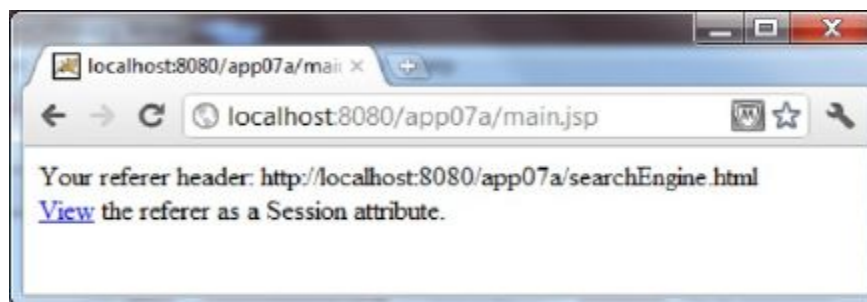 localhost:8080/app07a/mai
localhost:8080/app07a/main.jsp
Your referer header: http://localhost:8080/app07a/searchEngine.html
View the referer as a Session attribute.